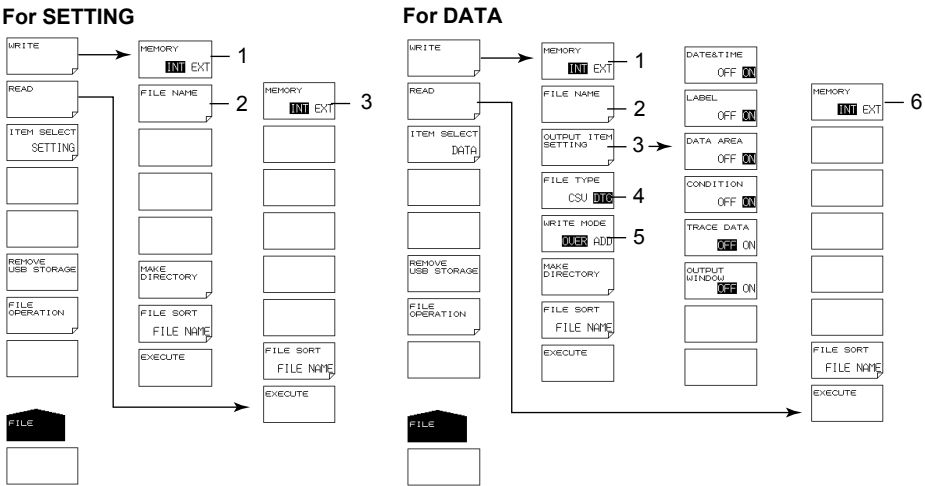 For SETTING
WRITE
READ
ITEM SELECT
SETTING
REMOVE
USB STORAGE
FILE
OPERATION
FILE
MEMORY
INT EXT
1
FILE NAME
2
MAKE
DIRECTORY
FILE SORT
FILE NAME
EXECUTE
MEMORY
INT EXT
3
FILE SORT
FILE NAME
EXECUTE
For DATA
WRITE
READ
ITEM SELECT
DATA
REMOVE
USB STORAGE
FILE
OPERATION
FILE
MEMORY
INT EXT
1
FILE NAME
2
OUTPUT ITEM
SETTING
3
FILE TYPE
CSV DTG
4
WRITE MODE
OVER ADD
5
MAKE
DIRECTORY
FILE SORT
FILE NAME
EXECUTE
DATE&TIME
OFF ON
LABEL
OFF ON
DATA AREA
OFF ON
CONDITION
OFF ON
TRACE DATA
OFF ON
OUTPUT
WINDOW
OFF ON
MEMORY
INT EXT
6
FILE SORT
FILE NAME
EXECUTE